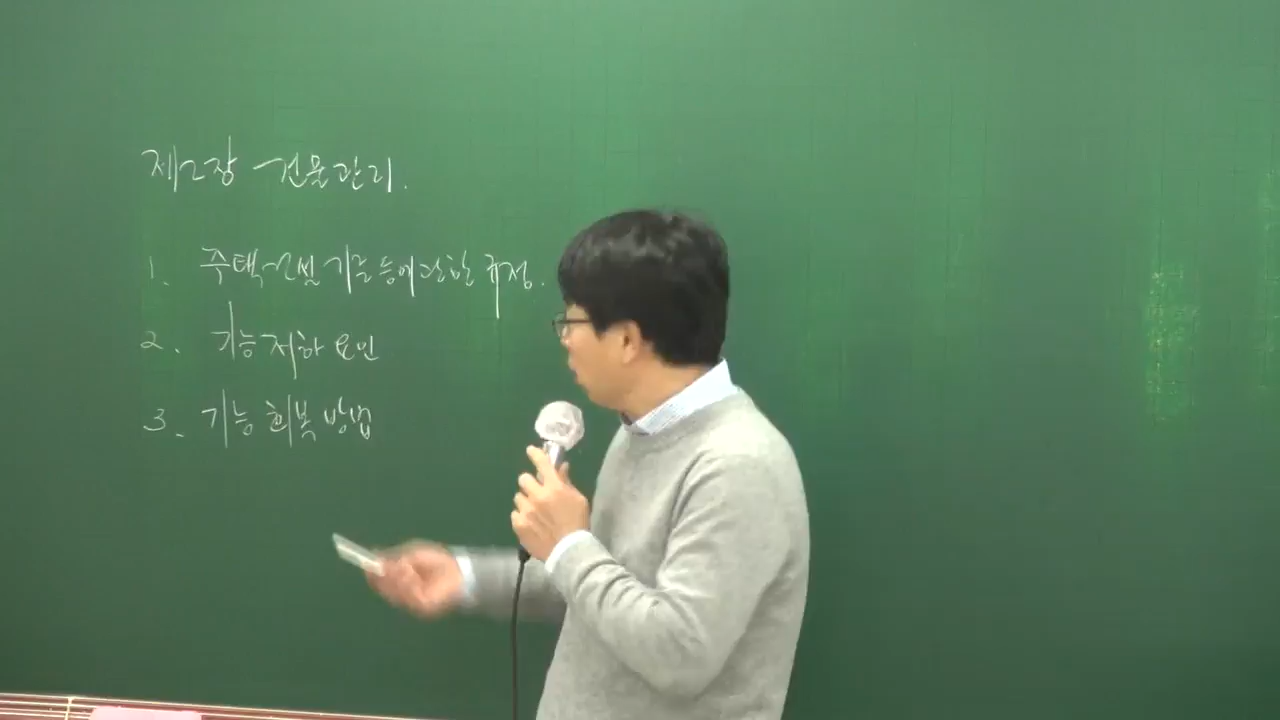 제2장 건물관리.
1. 주택건설기준등에관한 규정.
2. 기능저하 요인
3. 기능 회복 방법